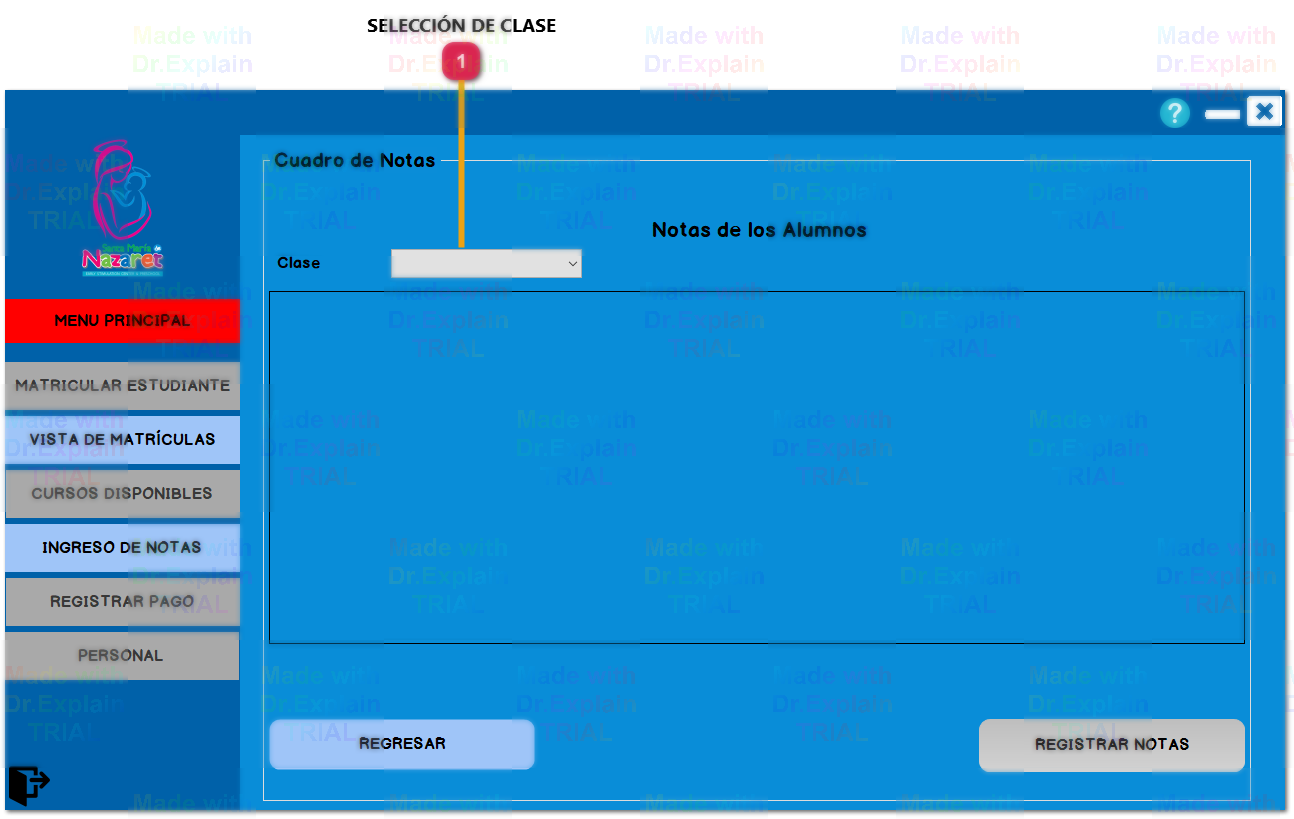 SELECCIÓN DE CLASE
1
?
Cuadro de Notas
Santa María de
Nazaret
Notas de los Alumnos
Clase
MENU PRINCIPAL
MATRICULAR ESTUDIANTE
VISTA DE MATRÍCULAS
CURSOS DISPONIBLES
INGRESO DE NOTAS
REGISTRAR PAGO
PERSONAL
REGRESAR
REGISTRAR NOTAS
Made with
Dr.Explain
TRIAL